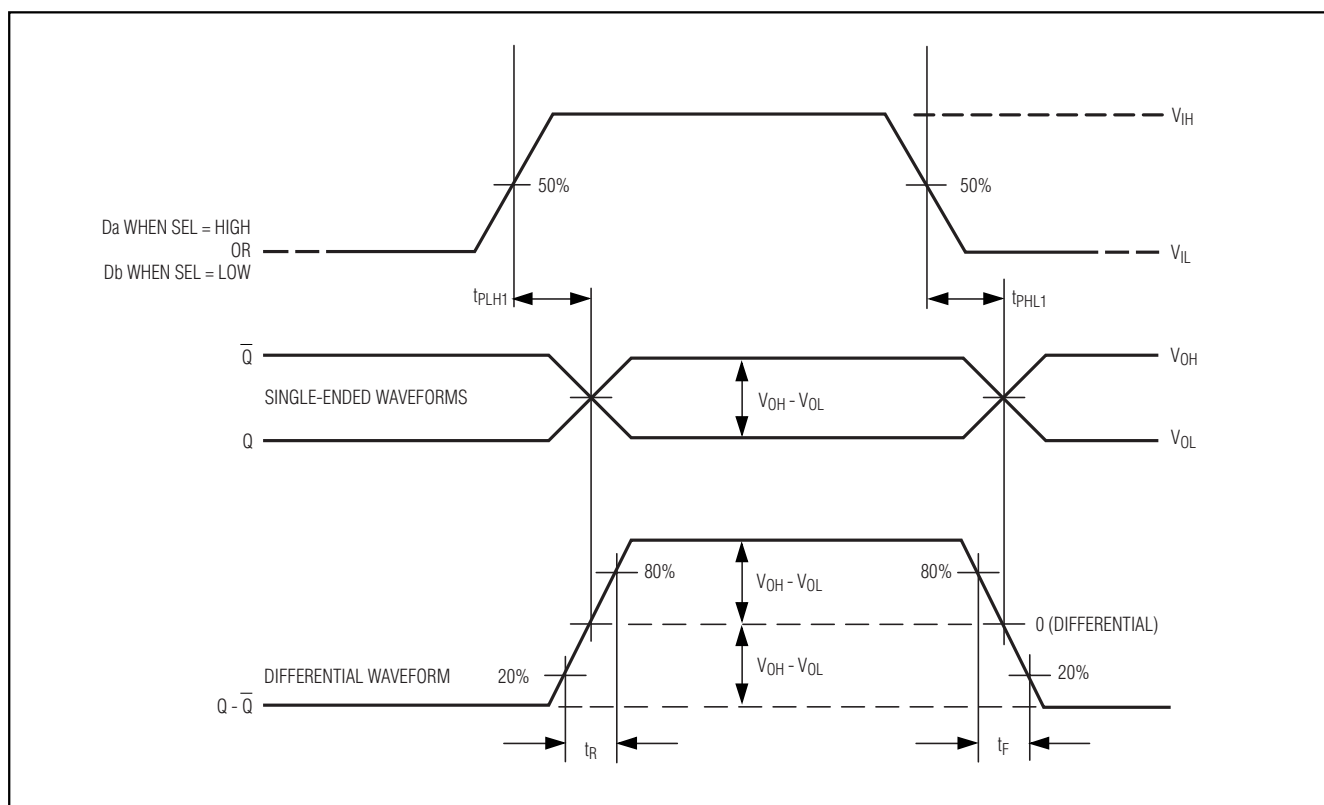 V_IH
50%
50%
Da WHEN SEL = HIGH
OR
Db WHEN SEL = LOW
V_IL
t_PLH1
t_PHL1
Q̅
V_OH
SINGLE-ENDED WAVEFORMS
V_OH - V_OL
Q
V_OL
80%
V_OH - V_OL
80%
0 (DIFFERENTIAL)
V_OH - V_OL
DIFFERENTIAL WAVEFORM
20%
20%
Q - Q̅
t_R
t_F